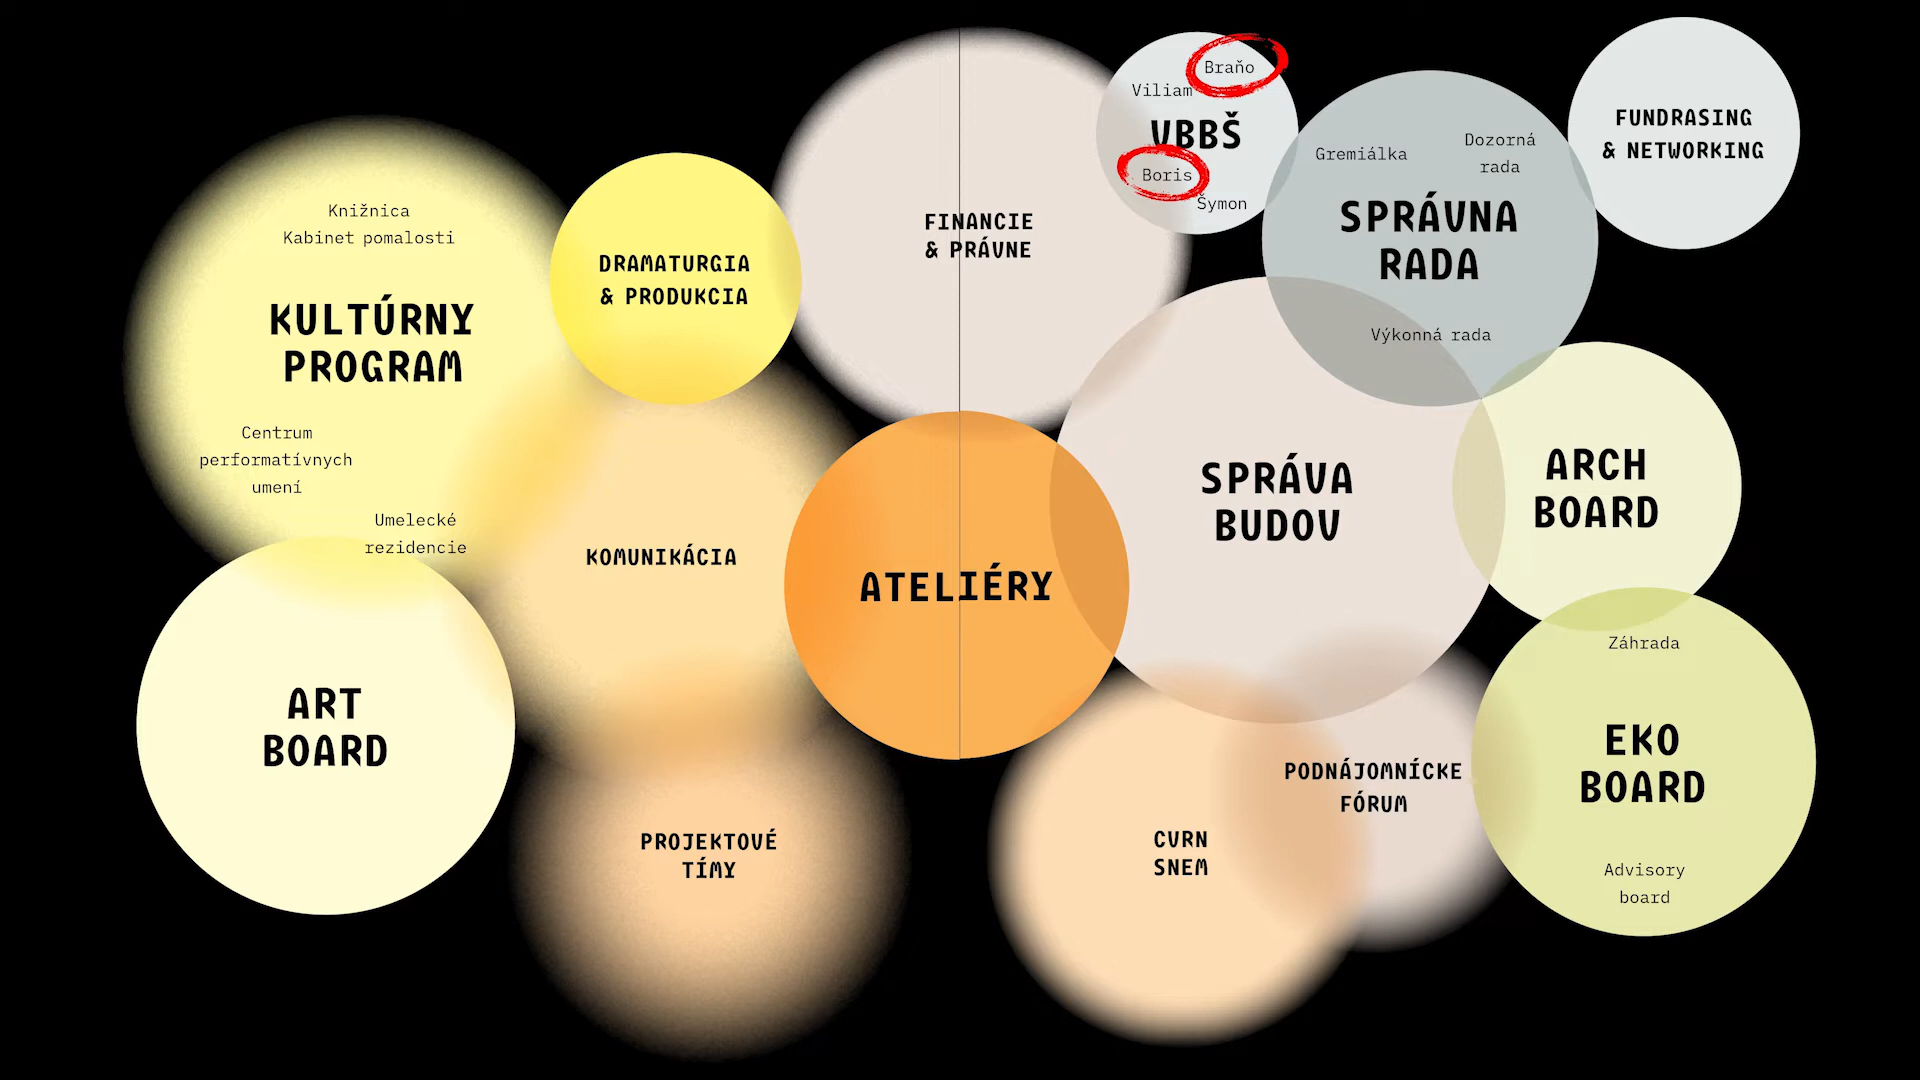 Knižnica
Kabinet pomalosti
KULTÚRNY
PROGRAM
Centrum
performatívnych
umení
Umelecké
rezidencie
DRAMATURGIA
& PRODUKCIA
FINANCIE
& PRÁVNE
Braňo
Viliam
VBBŠ
Boris
Šymon
Gremiálka
Dozorná
rada
SPRÁVNA
RADA
Výkonná rada
FUNDRASING
& NETWORKING
KOMUNIKÁCIA
ATELIÉRY
SPRÁVA
BUDOV
ARCH
BOARD
ART
BOARD
PROJEKTOVÉ
TÍMY
CVRN
SNEM
PODNÁJOMNÍCKE
FÓRUM
Záhrada
EKO
BOARD
Advisory
board